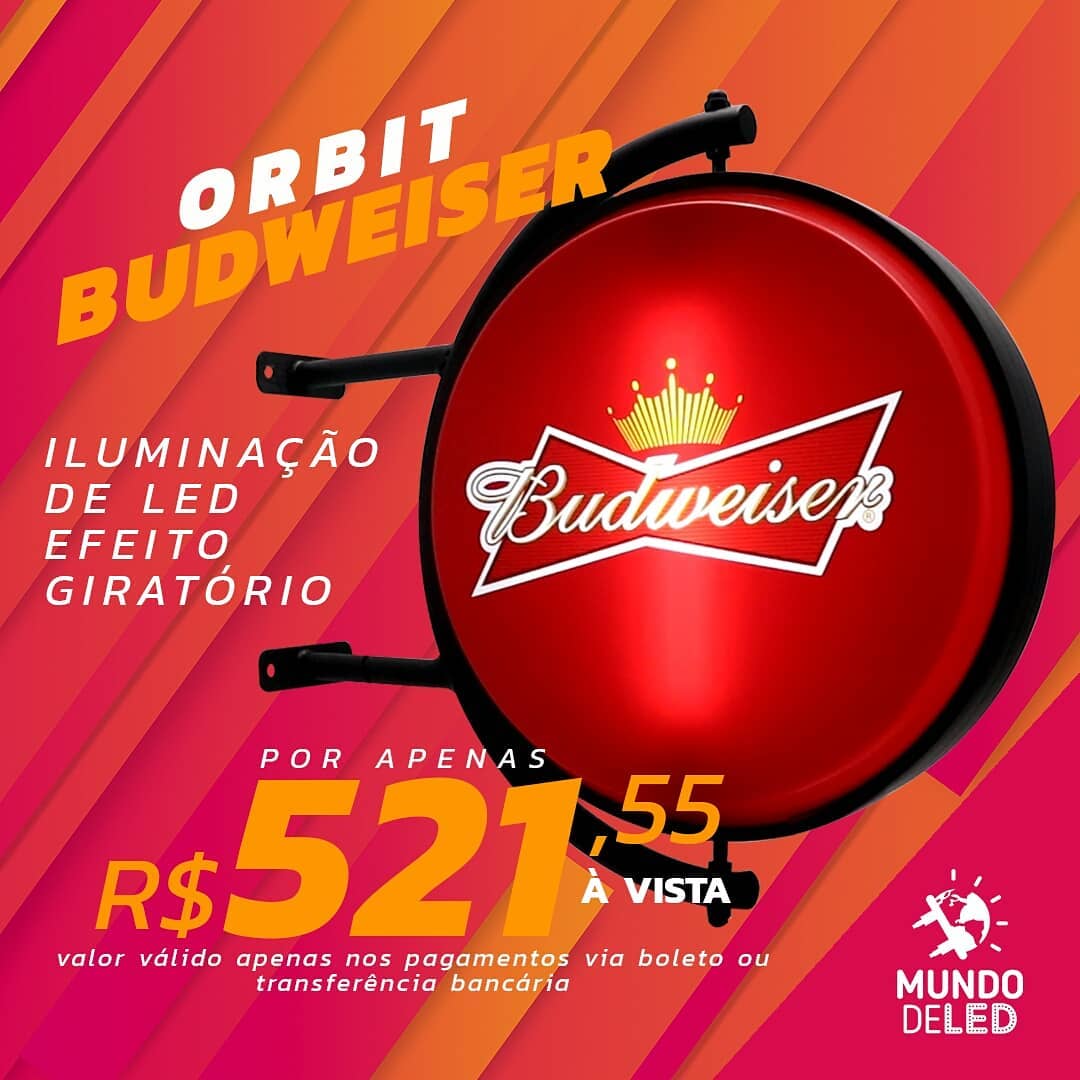 ORBIT
BUDWEISER
ILUMINAÇÃO
DE LED
EFEITO
GIRATÓRIO
Budweiser®
POR APENAS
R$521,55
À VISTA
valor válido apenas nos pagamentos via boleto ou
transferência bancária
MUNDO
DELED